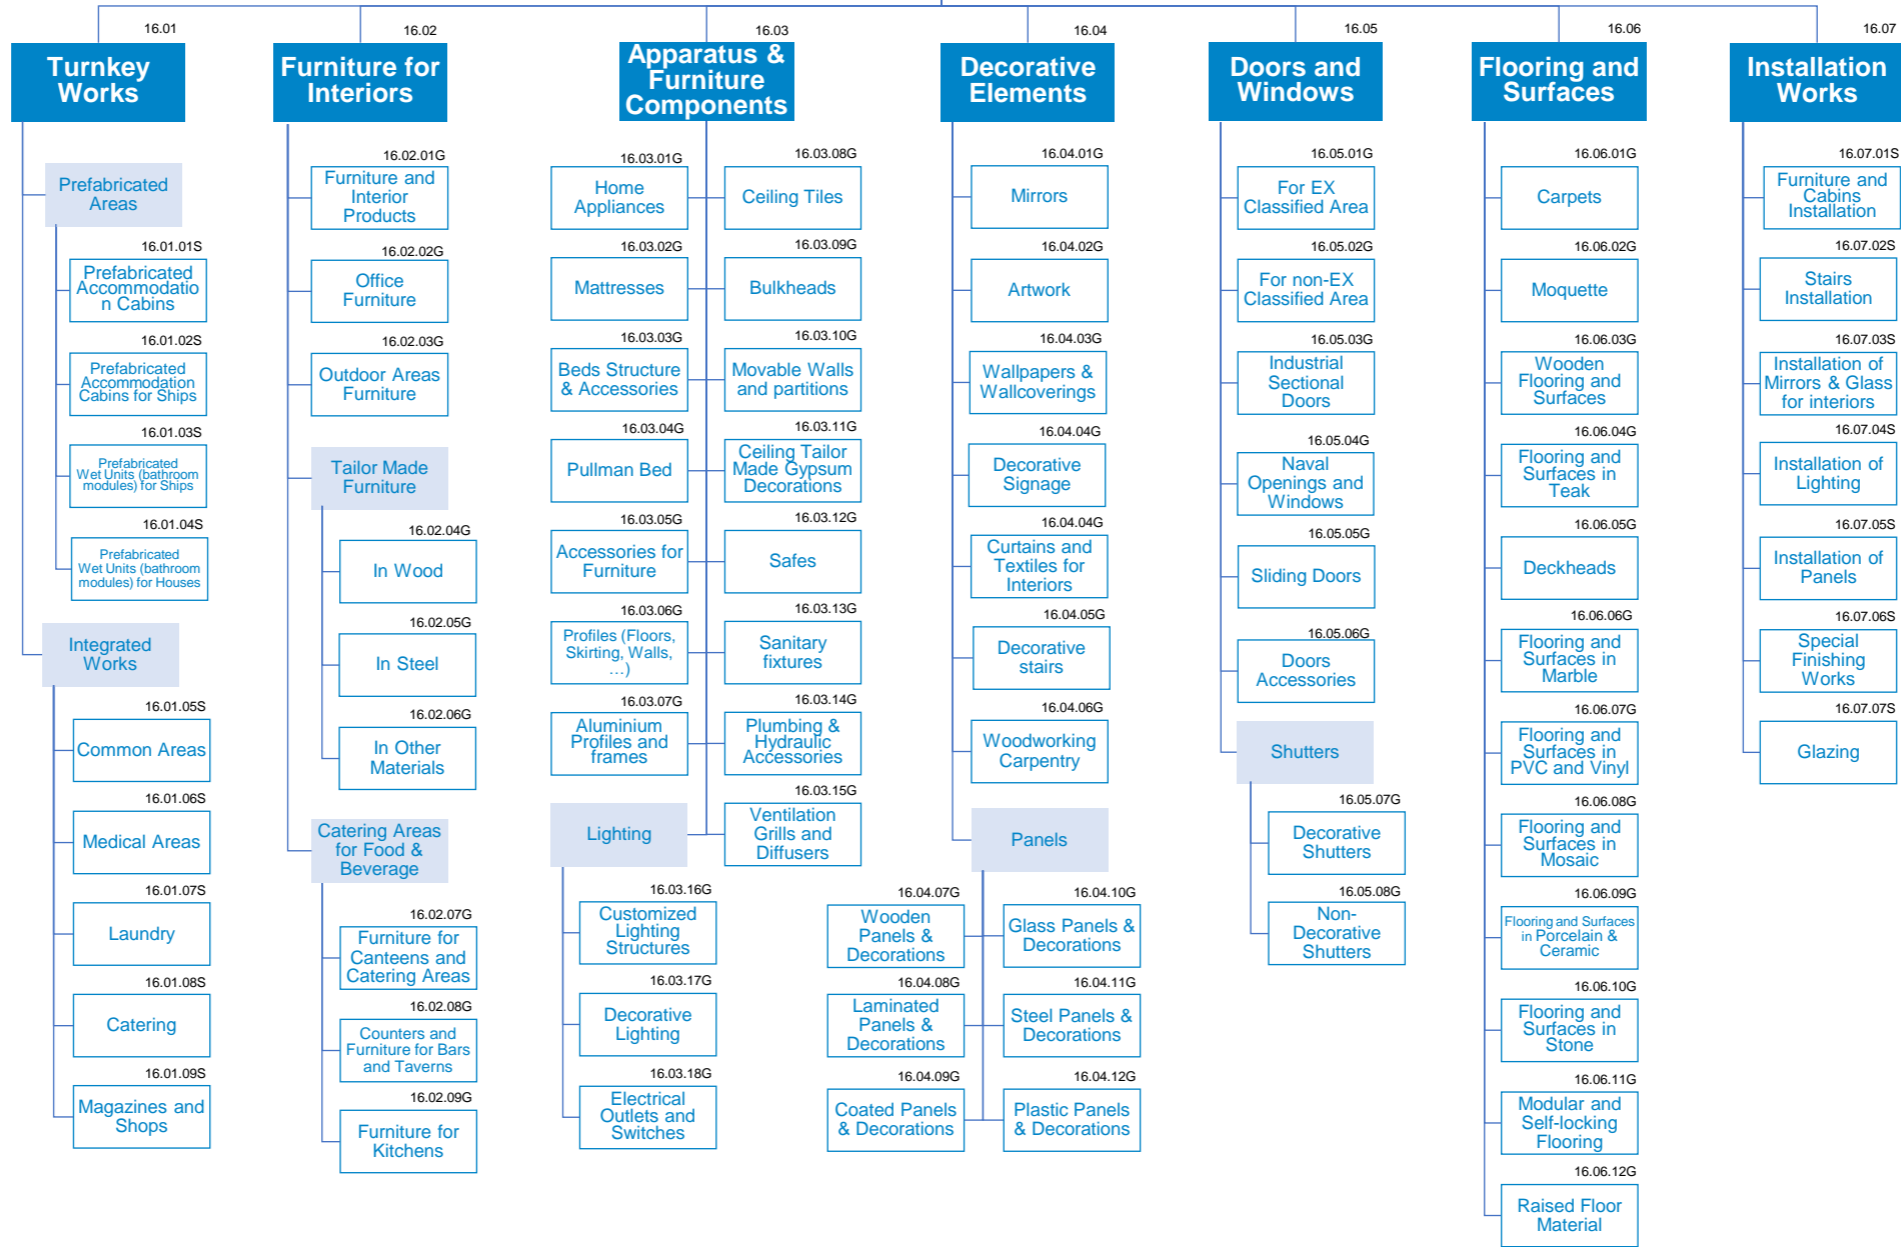 16.01
Turnkey
Works
Prefabricated
Areas
16.01.01S
Prefabricated
Accommodatio
n Cabins
16.01.02S
Prefabricated
Accommodation
Cabins for Ships
16.01.03S
Prefabricated
Wet Units (bathroom
modules) for Ships
16.01.04S
Prefabricated
Wet Units (bathroom
modules) for Houses
Integrated
Works
16.01.05S
Common Areas
16.01.06S
Medical Areas
16.01.07S
Laundry
16.01.08S
Catering
16.01.09S
Magazines and
Shops
16.02
Furniture for
Interiors
16.02.01G
Furniture and
Interior
Products
16.02.02G
Office
Furniture
16.02.03G
Outdoor Areas
Furniture
Tailor Made
Furniture
16.02.04G
In Wood
16.02.05G
In Steel
16.02.06G
In Other
Materials
Catering Areas
for Food &
Beverage
16.02.07G
Furniture for
Canteens and
Catering Areas
16.02.08G
Counters and
Furniture for Bars
and Taverns
16.02.09G
Furniture for
Kitchens
16.03
Apparatus &
Furniture
Components
16.03.01G
Home
Appliances
16.03.02G
Mattresses
16.03.03G
Beds Structure
& Accessories
16.03.04G
Pullman Bed
16.03.05G
Accessories for
Furniture
16.03.06G
Profiles (Floors,
Skirting, Walls,
...)
16.03.07G
Aluminium
Profiles and
frames
16.03.08G
Ceiling Tiles
16.03.09G
Bulkheads
16.03.10G
Movable Walls
and partitions
16.03.11G
Ceiling Tailor
Made Gypsum
Decorations
16.03.12G
Safes
16.03.13G
Sanitary
fixtures
16.03.14G
Plumbing &
Hydraulic
Accessories
16.03.15G
Ventilation
Grills and
Diffusers
Lighting
16.03.16G
Customized
Lighting
Structures
16.03.17G
Decorative
Lighting
16.03.18G
Electrical
Outlets and
Switches
16.04
Decorative
Elements
16.04.01G
Mirrors
16.04.02G
Artwork
16.04.03G
Wallpapers &
Wallcoverings
16.04.04G
Decorative
Signage
16.04.04G
Curtains and
Textiles for
Interiors
16.04.05G
Decorative
stairs
16.04.06G
Woodworking
Carpentry
Panels
16.04.07G
Wooden
Panels &
Decorations
16.04.08G
Laminated
Panels &
Decorations
16.04.09G
Coated Panels
& Decorations
16.04.10G
Glass Panels &
Decorations
16.04.11G
Steel Panels &
Decorations
16.04.12G
Plastic Panels
& Decorations
16.05
Doors and
Windows
16.05.01G
For EX
Classified Area
16.05.02G
For non-EX
Classified Area
16.05.03G
Industrial
Sectional
Doors
16.05.04G
Naval
Openings and
Windows
16.05.05G
Sliding Doors
16.05.06G
Doors
Accessories
Shutters
16.05.07G
Decorative
Shutters
16.05.08G
Non-
Decorative
Shutters
16.06
Flooring and
Surfaces
16.06.01G
Carpets
16.06.02G
Moquette
16.06.03G
Wooden
Flooring and
Surfaces
16.06.04G
Flooring and
Surfaces in
Teak
16.06.05G
Deckheads
16.06.06G
Flooring and
Surfaces in
Marble
16.06.07G
Flooring and
Surfaces in
PVC and Vinyl
16.06.08G
Flooring and
Surfaces in
Mosaic
16.06.09G
Flooring and Surfaces
in Porcelain &
Ceramic
16.06.10G
Flooring and
Surfaces in
Stone
16.06.11G
Modular and
Self-locking
Flooring
16.06.12G
Raised Floor
Material
16.07
Installation
Works
16.07.01S
Furniture and
Cabins
Installation
16.07.02S
Stairs
Installation
16.07.03S
Installation of
Mirrors & Glass
for interiors
16.07.04S
Installation of
Lighting
16.07.05S
Installation of
Panels
16.07.06S
Special
Finishing
Works
16.07.07S
Glazing